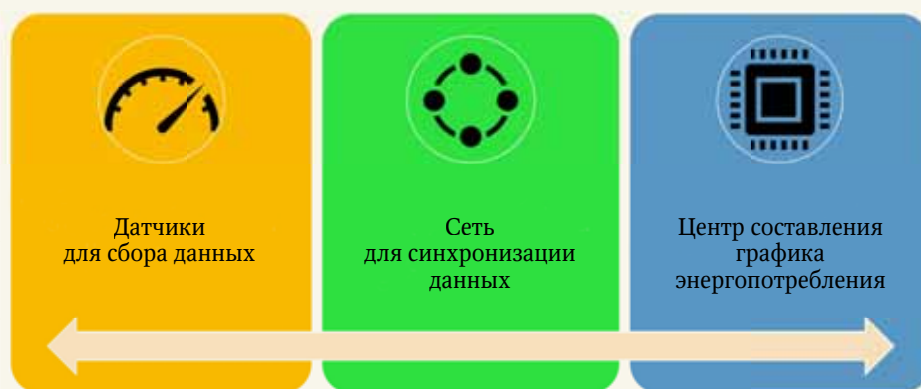 Датчики
для сбора данных
Сеть
для синхронизации
данных
Центр составления
графика
энергопотребления